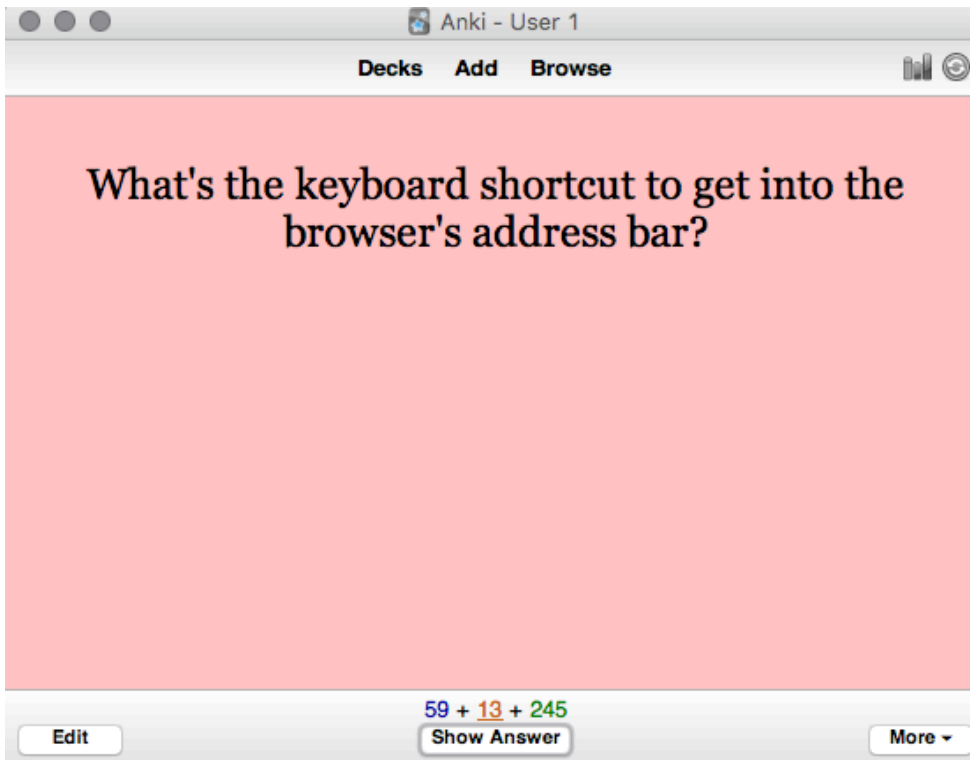 Anki - User 1
Decks Add Browse
What's the keyboard shortcut to get into the
browser's address bar?
59 + 13 + 245
Edit Show Answer More